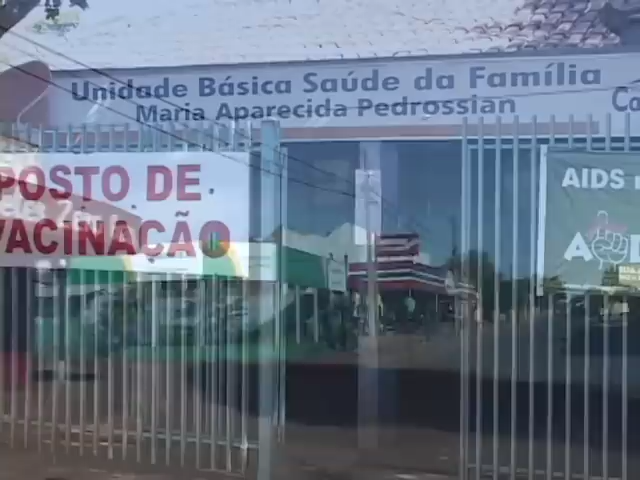 Unidade Básica Saúde da Família
Maria Aparecida Pedrossian
POSTO DE
VACINAÇÃO
AIDS